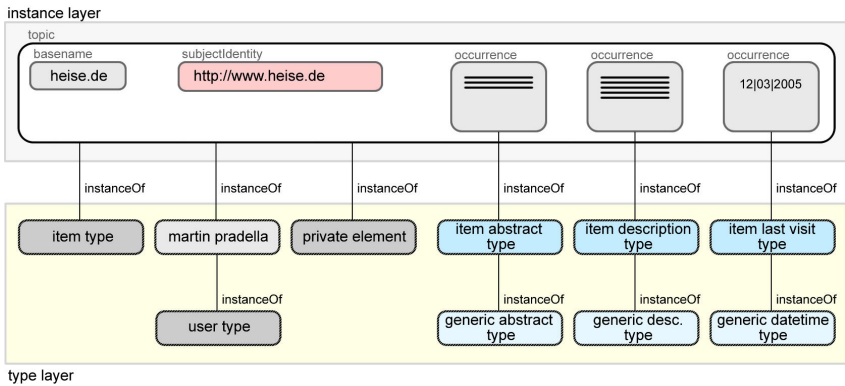 instance layer
topic
basename
subjectIdentity
occurrence
occurrence
occurrence
heise.de
http://www.heise.de
12|03|2005
instanceOf
instanceOf
instanceOf
instanceOf
instanceOf
instanceOf
item type
martin pradella
private element
item abstract
type
item description
type
item last visit
type
instanceOf
instanceOf
instanceOf
instanceOf
user type
generic abstract
type
generic desc.
type
generic datetime
type
type layer